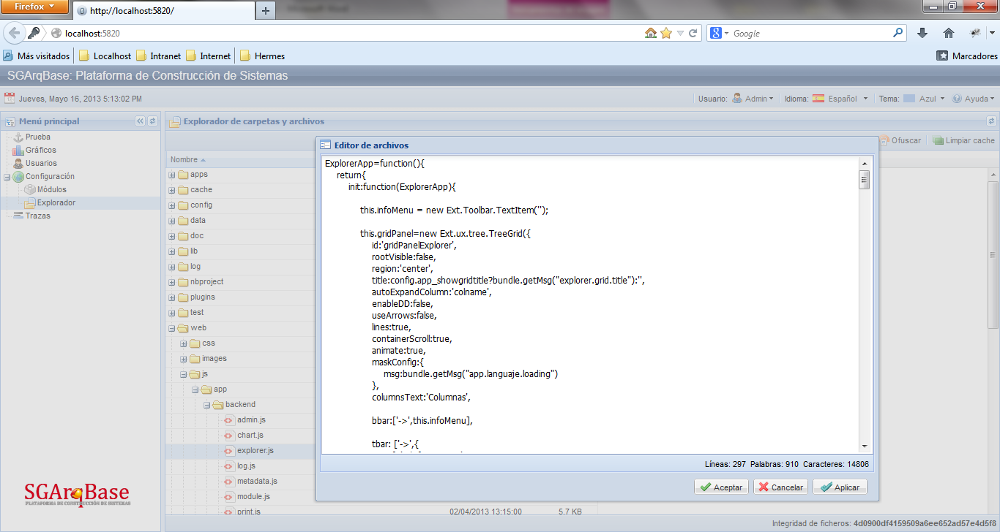 Firefox
http://localhost:5820/
localhost:5820
Google
Más visitados
Localhost
Intranet
Internet
Hermes
Marcadores
SGArqBase: Plataforma de Construcción de Sistemas
Jueves, Mayo 16, 2013 5:13:02 PM
Usuario: Admin
Idioma: Español
Tema: Azul
Ayuda
Menú principal
Prueba
Gráficos
Usuarios
Configuración
Módulos
Explorador
Trazas
SGArqBase
PLATAFORMA DE CONSTRUCCIÓN DE SISTEMAS
Explorador de carpetas y archivos
Ofuscar
Limpiar cache
Nombre
apps
cache
config
data
doc
lib
log
nbproject
plugins
test
web
css
images
js
app
backend
admin.js
chart.js
explorer.js
log.js
metadata.js
module.js
print.js 02/04/2013 13:15:00 5.7 KB
Editor de archivos
ExplorerApp=function(){
return{
init:function(ExplorerApp){
this.infoMenu = new Ext.Toolbar.TextItem('');
this.gridPanel=new Ext.ux.tree.TreeGrid({
id:'gridPanelExplorer',
rootVisible:false,
region:'center',
title:config.app_showgridtitle?bundle.getMsg("explorer.grid.title"):'',
autoExpandColumn:'colname',
enableDD:false,
useArrows:false,
lines:true,
containerScroll:true,
animate:true,
maskConfig:{
msg:bundle.getMsg("app.languaje.loading")
},
columnsText:'Columnas',
bbar:['->',this.infoMenu],
tbar: ['->',{
Líneas: 297 Palabras: 910 Caracteres: 14806
Aceptar
Cancelar
Aplicar
Integridad de ficheros: 4d0900df4159509a6ee652ad57e4d5f8